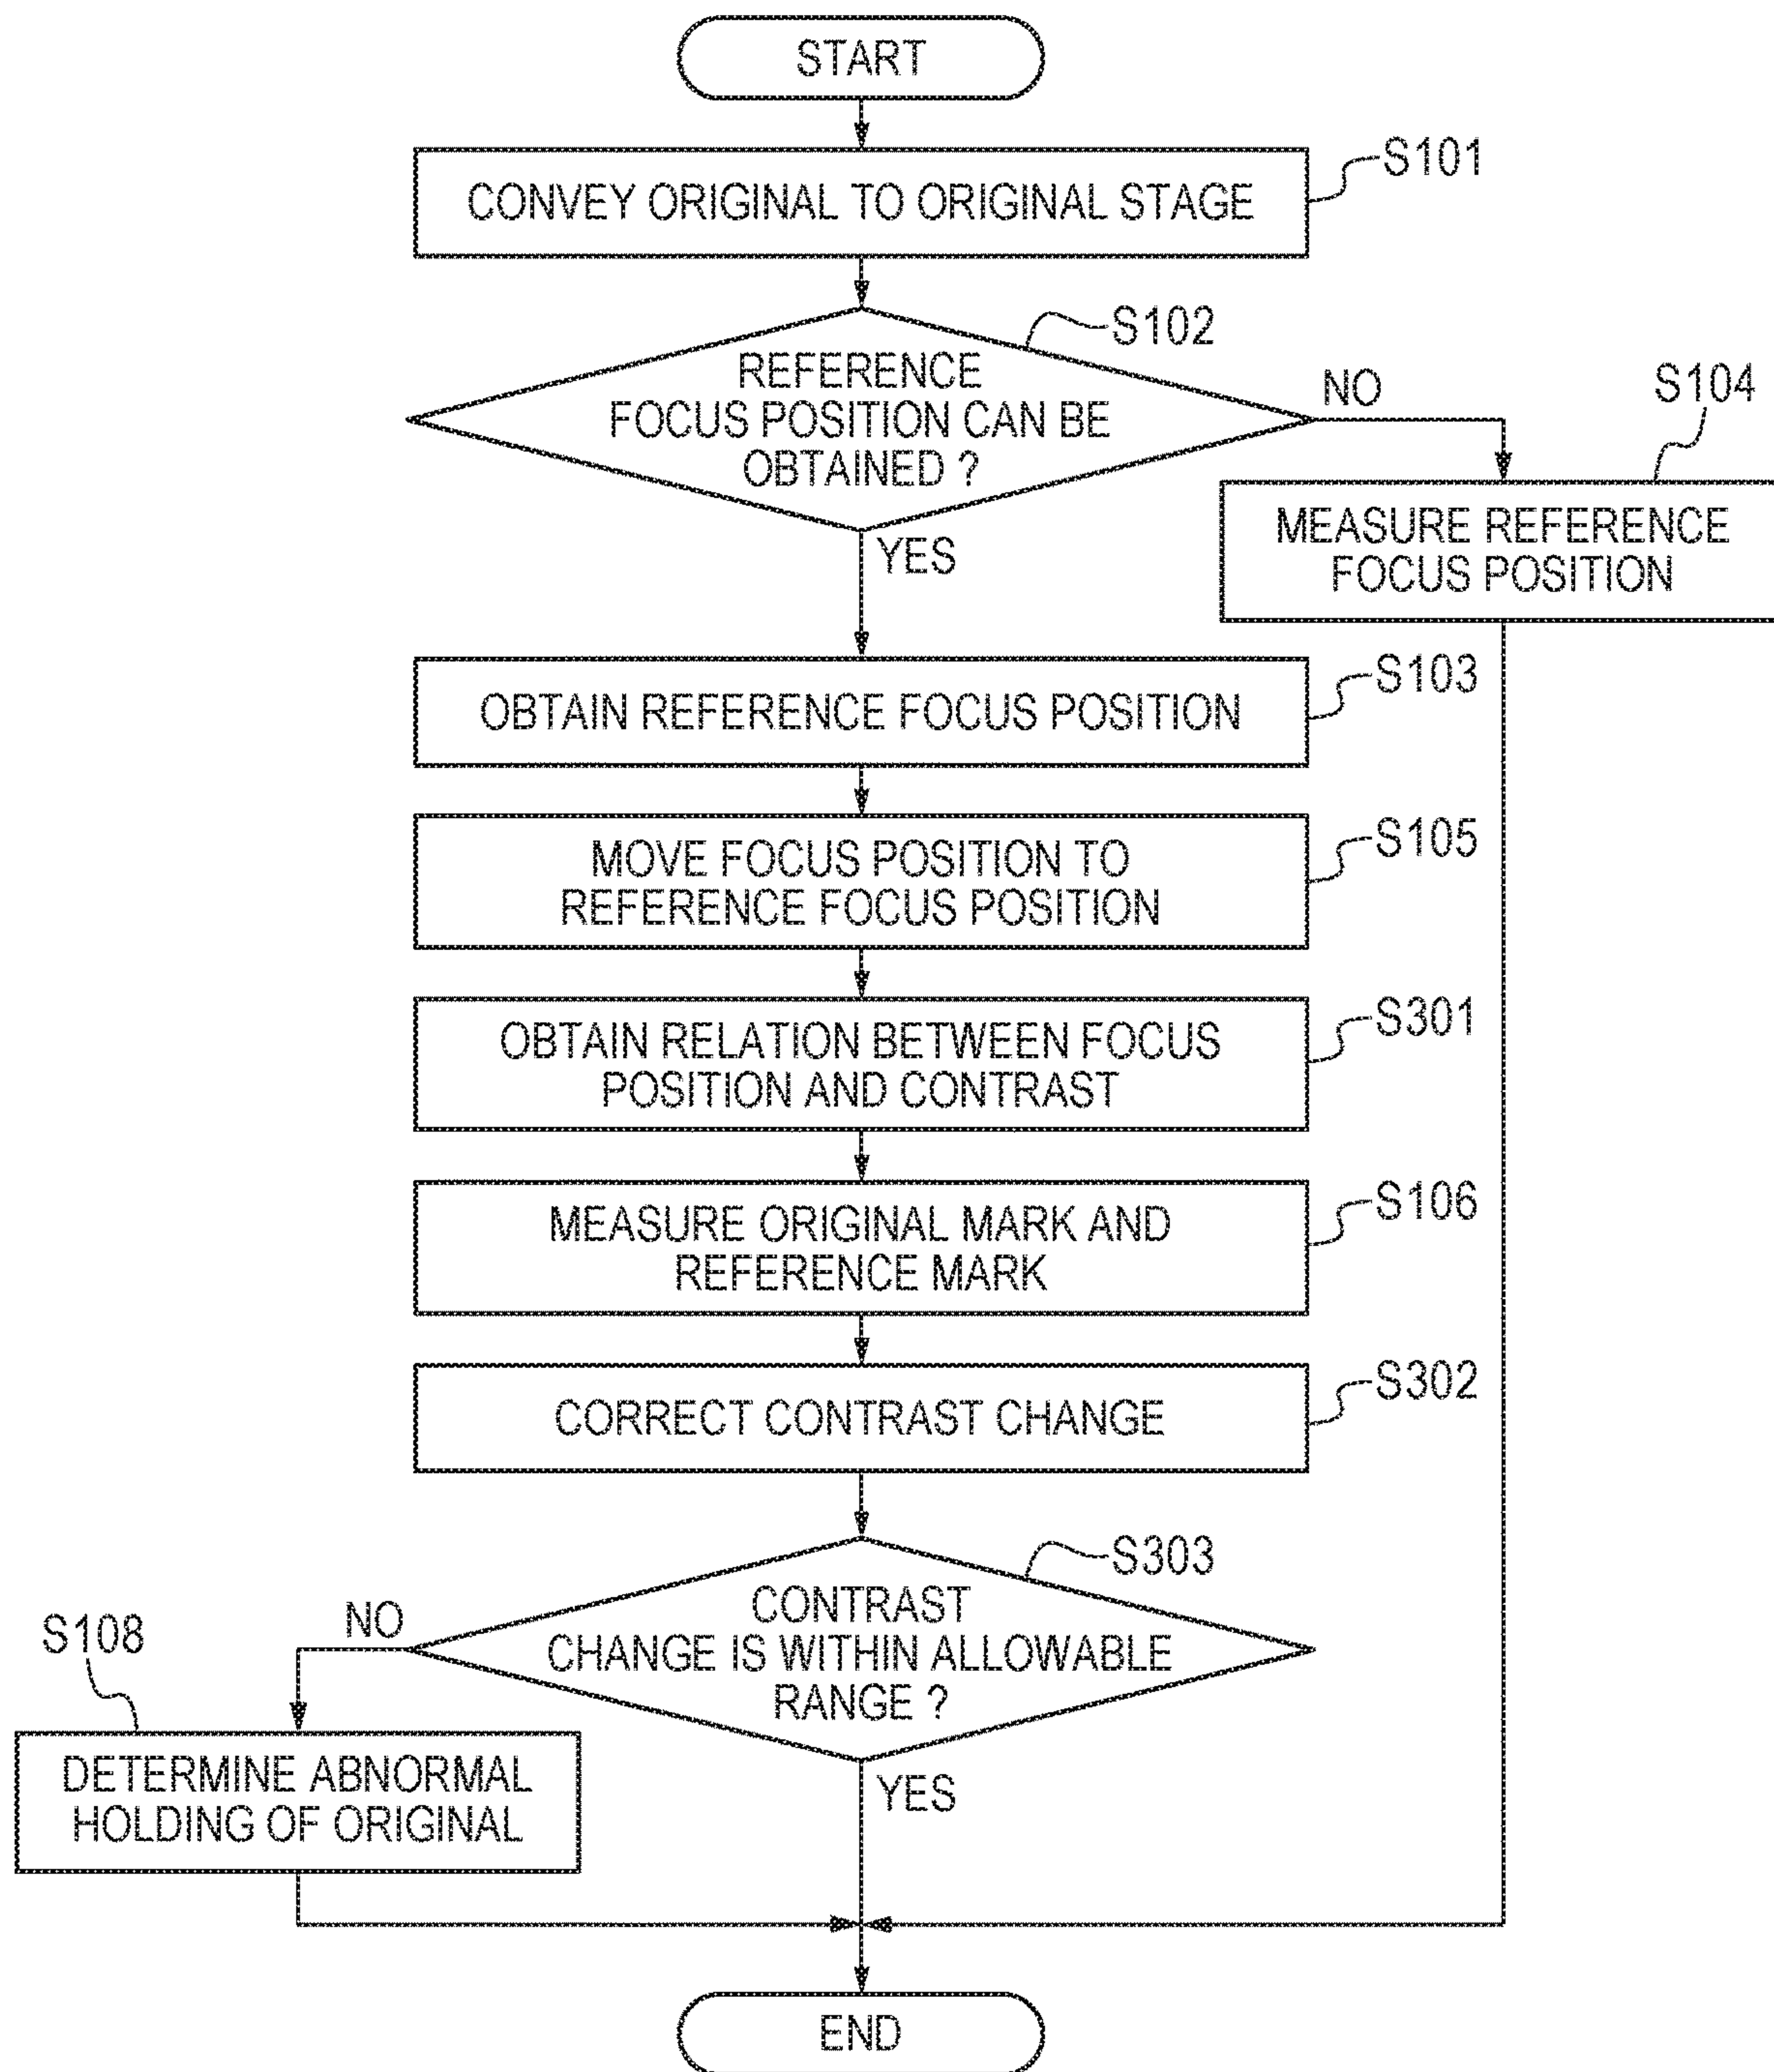 START
CONVEY ORIGINAL TO ORIGINAL STAGE
S101
REFERENCE
FOCUS POSITION CAN BE
OBTAINED ?
S102
NO
S104
MEASURE REFERENCE
FOCUS POSITION
YES
OBTAIN REFERENCE FOCUS POSITION
S103
MOVE FOCUS POSITION TO
REFERENCE FOCUS POSITION
S105
OBTAIN RELATION BETWEEN FOCUS
POSITION AND CONTRAST
S301
MEASURE ORIGINAL MARK AND
REFERENCE MARK
S106
CORRECT CONTRAST CHANGE
S302
CONTRAST
CHANGE IS WITHIN ALLOWABLE
RANGE ?
S303
NO
S108
DETERMINE ABNORMAL
HOLDING OF ORIGINAL
YES
END